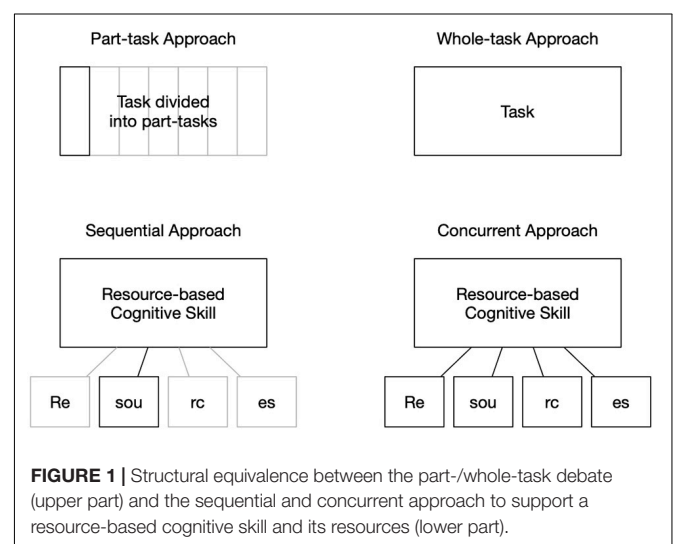 Part-task Approach
Whole-task Approach
Task divided
into part-tasks
Task
Sequential Approach
Concurrent Approach
Resource-based
Cognitive Skill
Resource-based
Cognitive Skill
Re
sou
rc
es
Re
sou
rc
es
FIGURE 1 | Structural equivalence between the part-/whole-task debate
(upper part) and the sequential and concurrent approach to support a
resource-based cognitive skill and its resources (lower part).